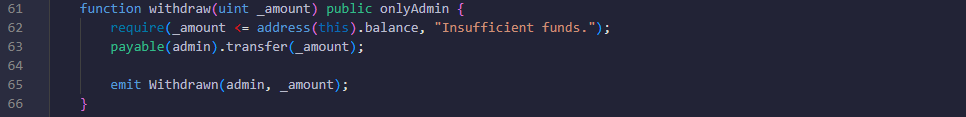 61 function withdraw(uint _amount) public onlyAdmin {
62 require(_amount <= address(this).balance, "Insufficient funds.");
63 payable(admin).transfer(_amount);
64
65 emit Withdrawn(admin, _amount);
66 }